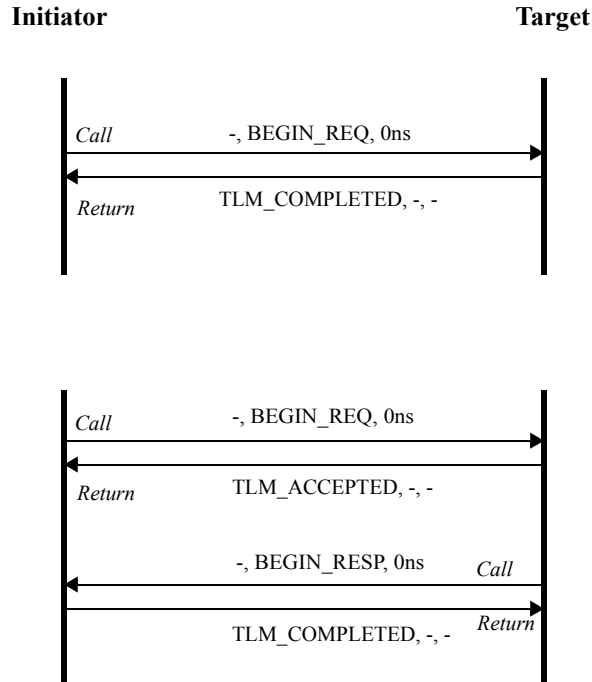 Initiator Target
Call -, BEGIN_REQ, 0ns
Return TLM_COMPLETED, -, -
Call -, BEGIN_REQ, 0ns
Return TLM_ACCEPTED, -, -
-, BEGIN_RESP, 0ns Call
TLM_COMPLETED, -, - Return